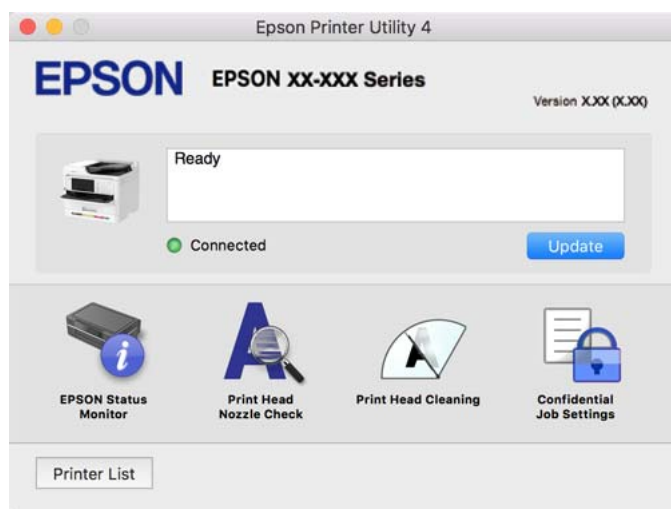 Epson Printer Utility 4
EPSON
EPSON XX-XXX Series
Version X.XX (X.XX)
Ready
Connected
Update
EPSON Status
Monitor
Print Head
Nozzle Check
Print Head Cleaning
Confidential
Job Settings
Printer List